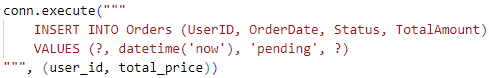 conn.execute("""
    INSERT INTO Orders (UserID, OrderDate, Status, TotalAmount)
    VALUES (?, datetime('now'), 'pending', ?)
""", (user_id, total_price))